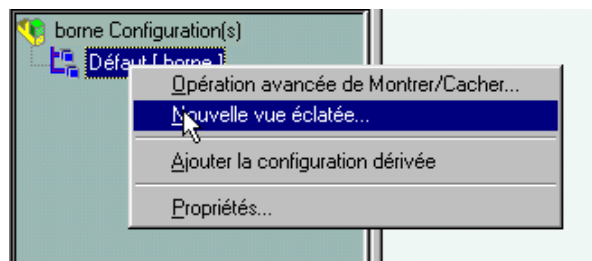 borne Configuration(s)
Défaut [ borne ]
Opération avancée de Montrer/Cacher...
Nouvelle vue éclatée...
Ajouter la configuration dérivée
Propriétés...